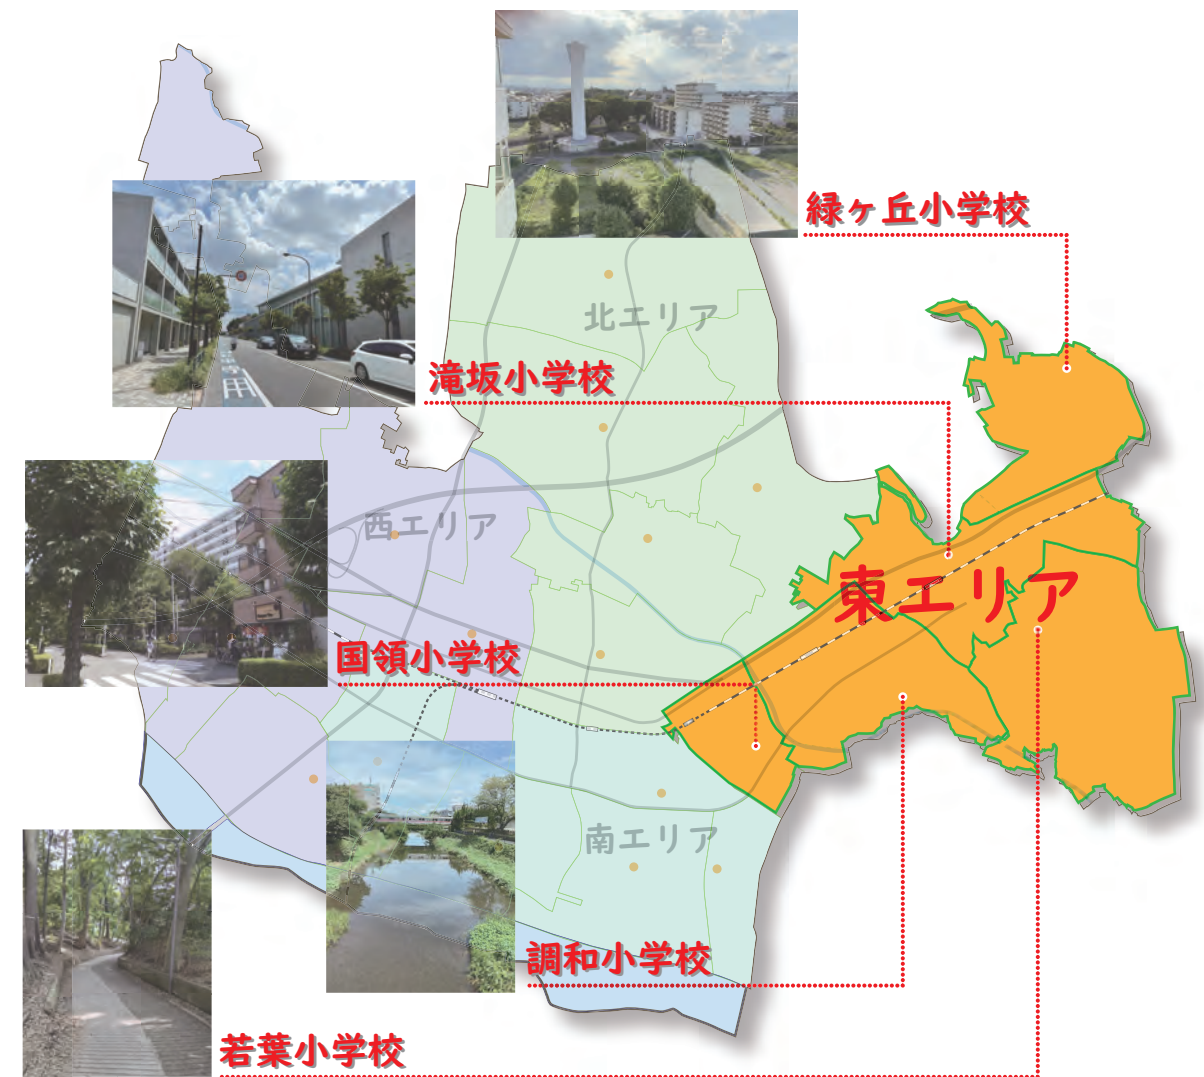 緑ヶ丘小学校
北エリア
滝坂小学校
西エリア
東エリア
国領小学校
南エリア
調和小学校
若葉小学校